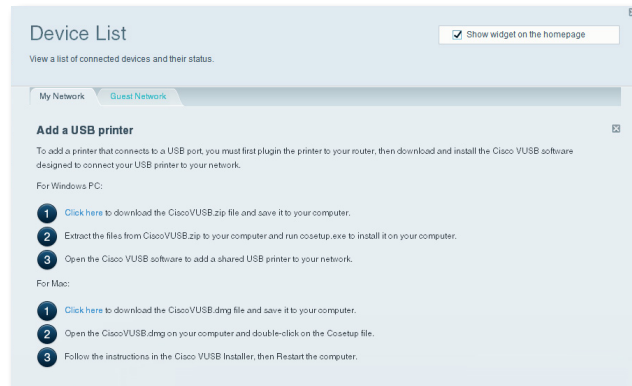 Device List
Show widget on the homepage
View a list of connected devices and their status.
My Network
Guest Network
Add a USB printer
To add a printer that connects to a USB port, you must first plugin the printer to your router, then download and install the Cisco VUSB software
designed to connect your USB printer to your network.
For Windows PC:
1 Click here to download the CiscoVUSB.zip file and save it to your computer.
2 Extract the files from CiscoVUSB.zip to your computer and run cosetup.exe to install it on your computer.
3 Open the Cisco VUSB software to add a shared USB printer to your network.
For Mac:
1 Click here to download the CiscoVUSB.dmg file and save it to your computer.
2 Open the CiscoVUSB.dmg on your computer and double-click on the Cosetup file.
3 Follow the instructions in the Cisco VUSB Installer, then Restart the computer.